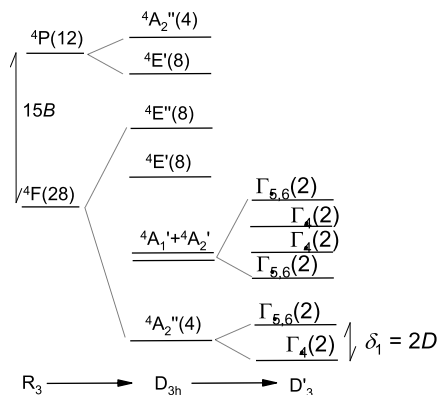 ⁴A₂''(4)
⁴P(12)
⁴E'(8)
15B
⁴E''(8)
⁴E'(8)
⁴F(28)
Γ₅,₆(2)
Γ₄(2)
⁴A₁'+⁴A₂'
Γ₄(2)
Γ₅,₆(2)
⁴A₂''(4)
Γ₅,₆(2)
Γ₄(2)
δ₁ = 2D
R₃ D₃ₕ D'₃